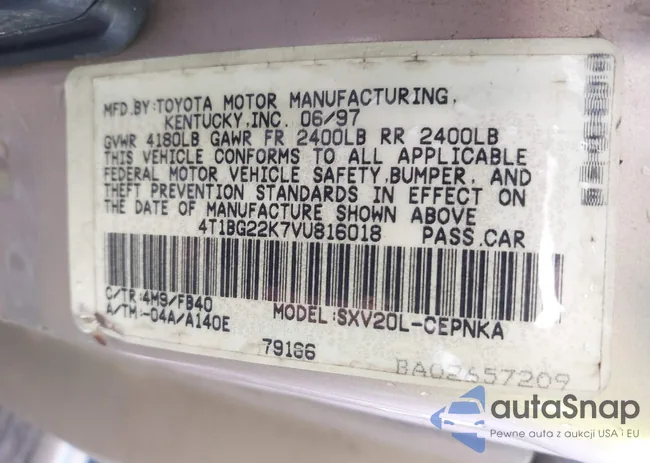 MFD.BY:TOYOTA MOTOR MANUFACTURING,
KENTUCKY,INC. 06/97
GVWR 4180LB GAWR FR 2400LB RR 2400LB
THIS VEHICLE CONFORMS TO ALL APPLICABLE
FEDERAL MOTOR VEHICLE SAFETY,BUMPER, AND
THEFT PREVENTION STANDARDS IN EFFECT ON
THE DATE OF MANUFACTURE SHOWN ABOVE.
4T1BG22K7VU816018 PASS.CAR
C/TR:4M9/FB40
A/TM:-04A/A140E
MODEL:SXV20L-CEPNKA
79166
BA02657209
autaSnap
Pewne auta z aukcji USA i EU